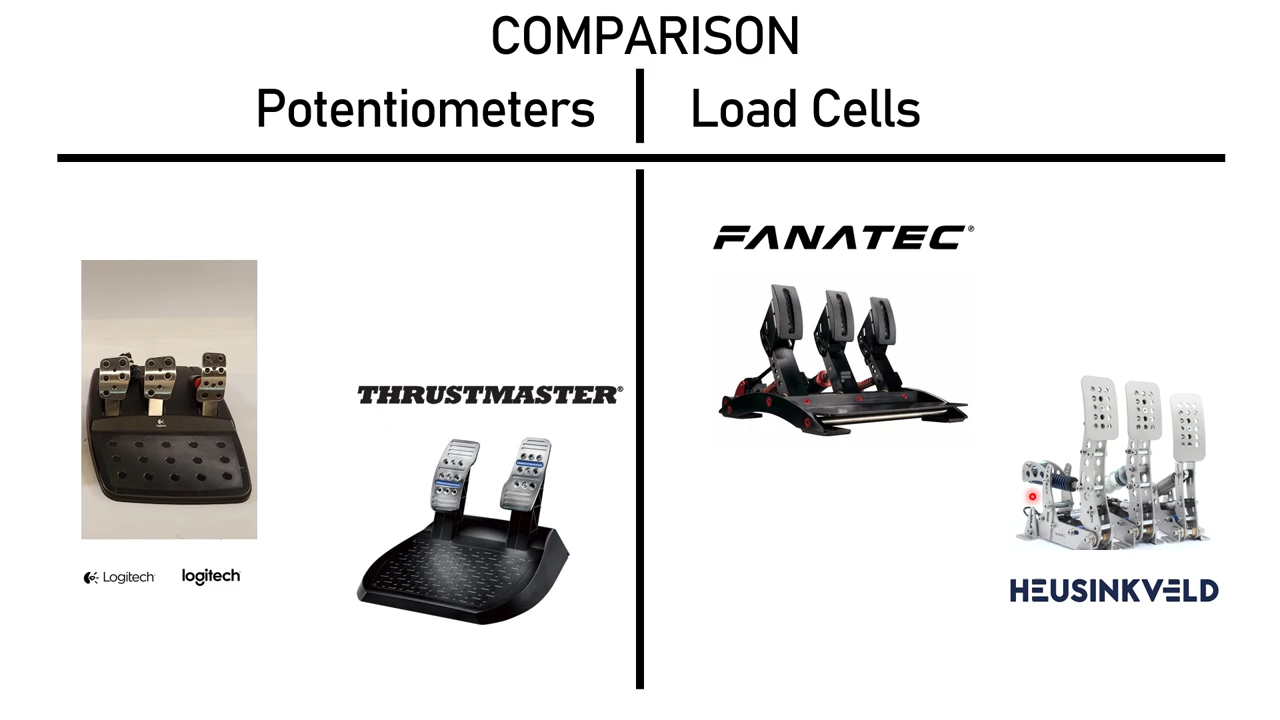 COMPARISON
Potentiometers
Load Cells
THRUSTMASTER®
Logitech
logitech
FANATEC®
HEUSINKVELD